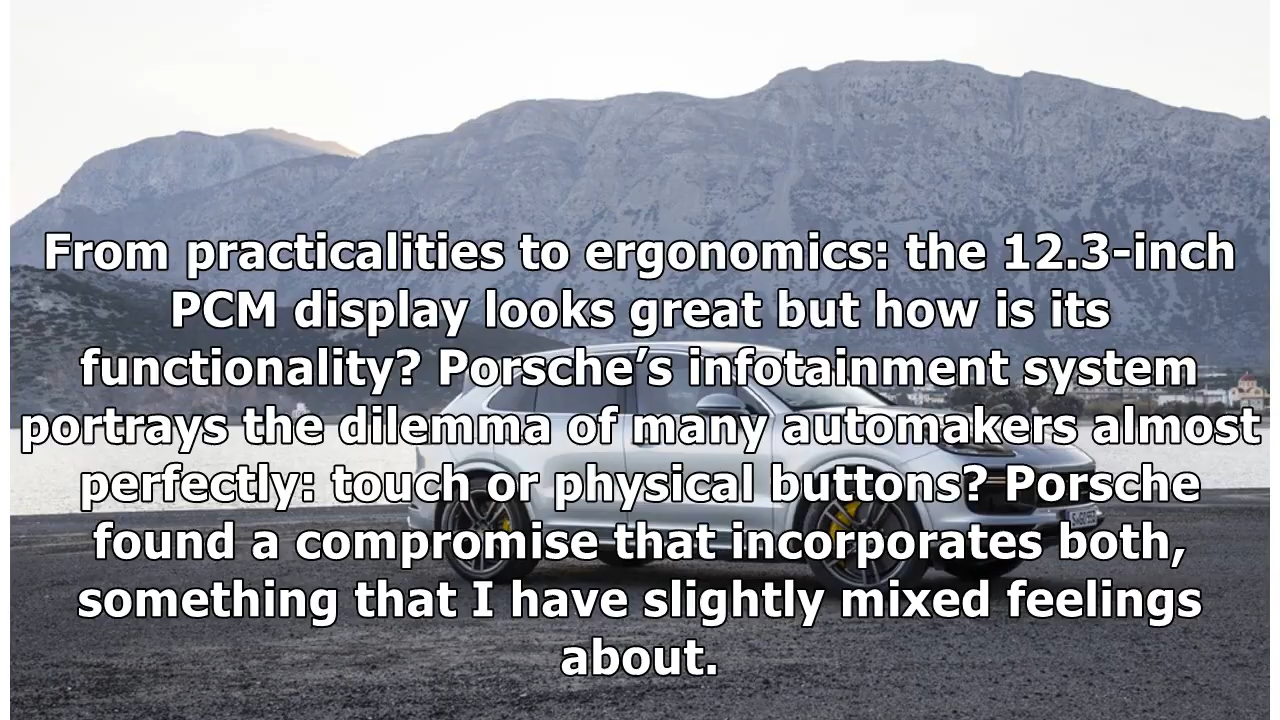 From practicalities to ergonomics: the 12.3-inch
PCM display looks great but how is its
functionality? Porsche’s infotainment system
portrays the dilemma of many automakers almost
perfectly: touch or physical buttons? Porsche
found a compromise that incorporates both,
something that I have slightly mixed feelings
about.